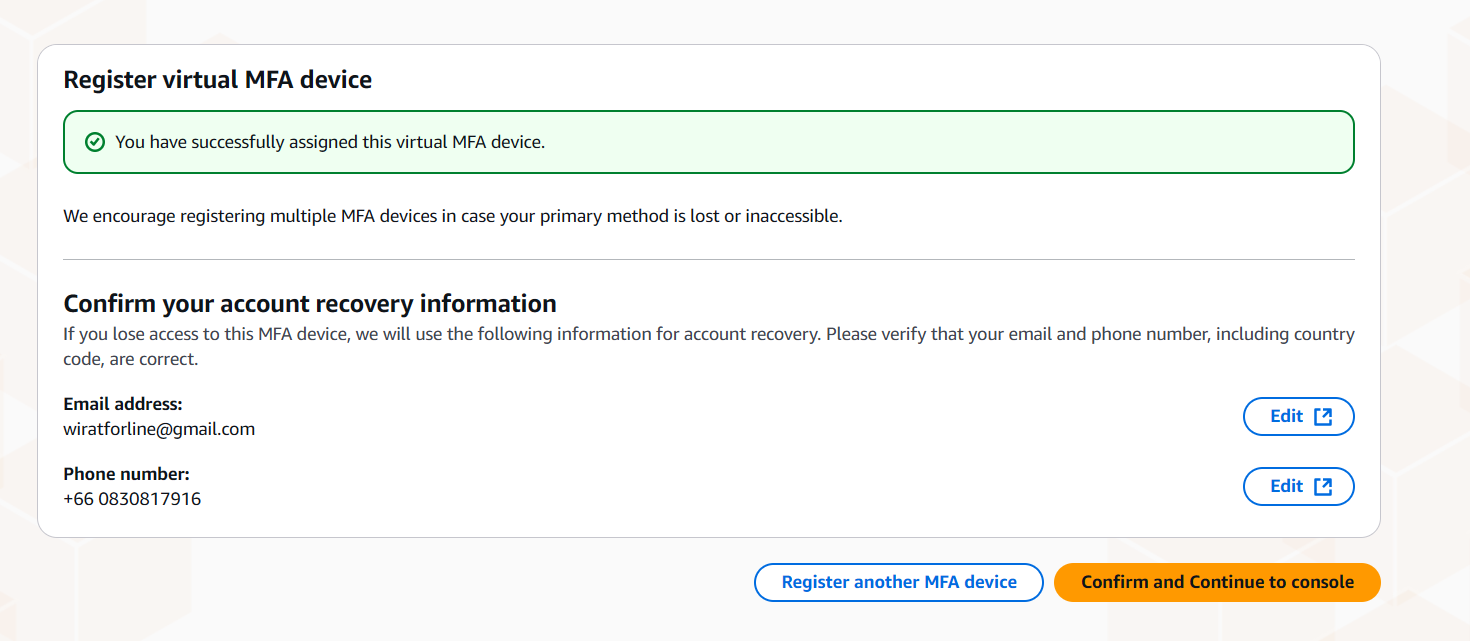 Register virtual MFA device
You have successfully assigned this virtual MFA device.
We encourage registering multiple MFA devices in case your primary method is lost or inaccessible.
Confirm your account recovery information
If you lose access to this MFA device, we will use the following information for account recovery. Please verify that your email and phone number, including country
code, are correct.
Email address:
wiratforline@gmail.com
Edit
Phone number:
+66 0830817916
Edit
Register another MFA device
Confirm and Continue to console